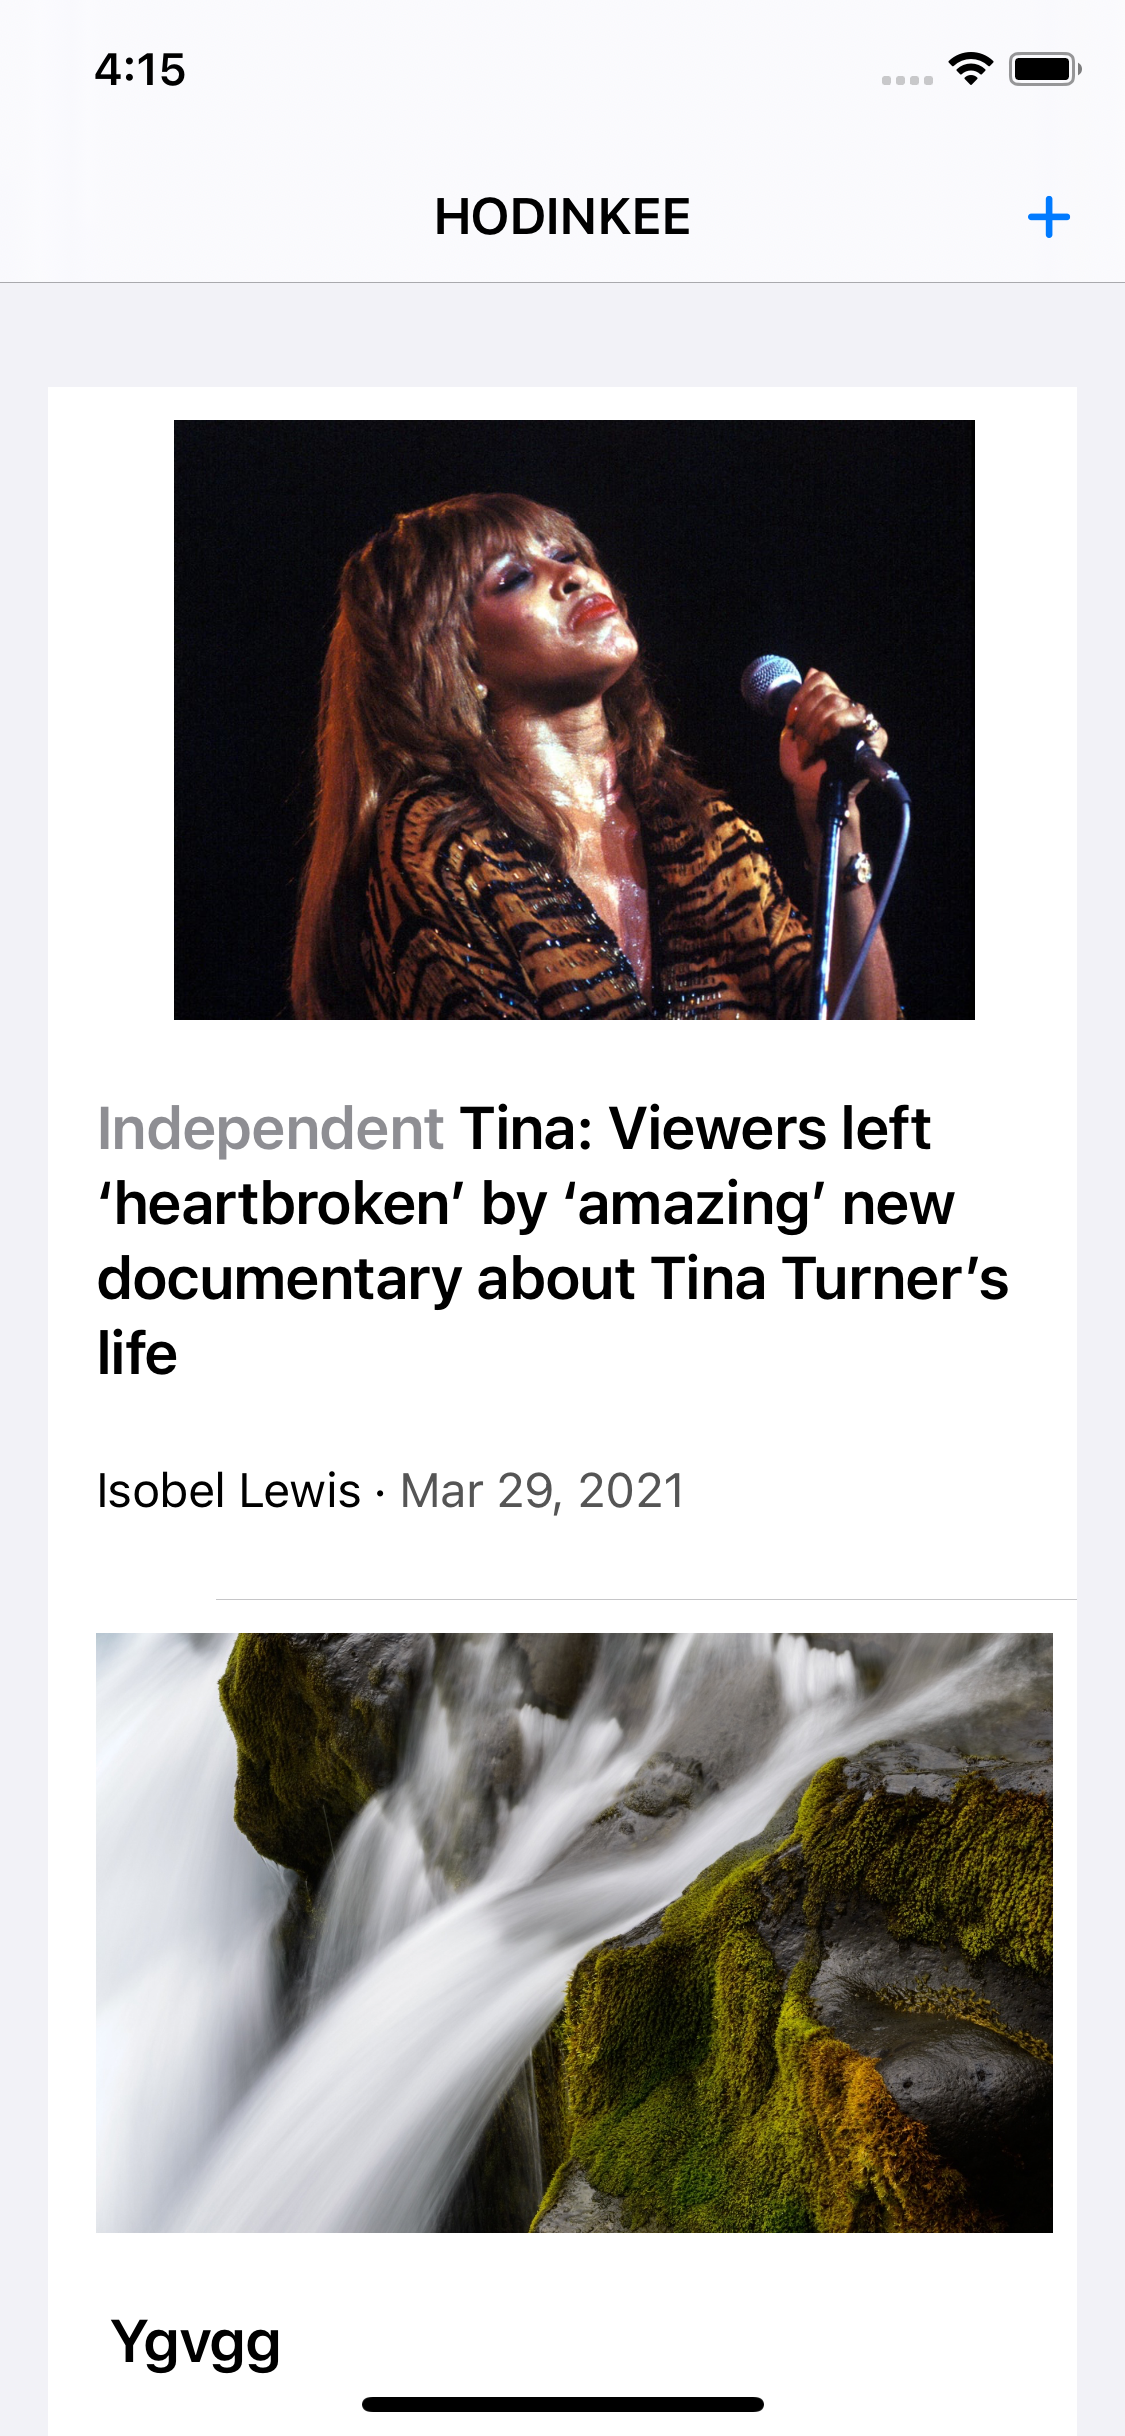 4:15
HODINKEE
Independent Tina: Viewers left
‘heartbroken’ by ‘amazing’ new
documentary about Tina Turner’s
life
Isobel Lewis · Mar 29, 2021
Ygvgg